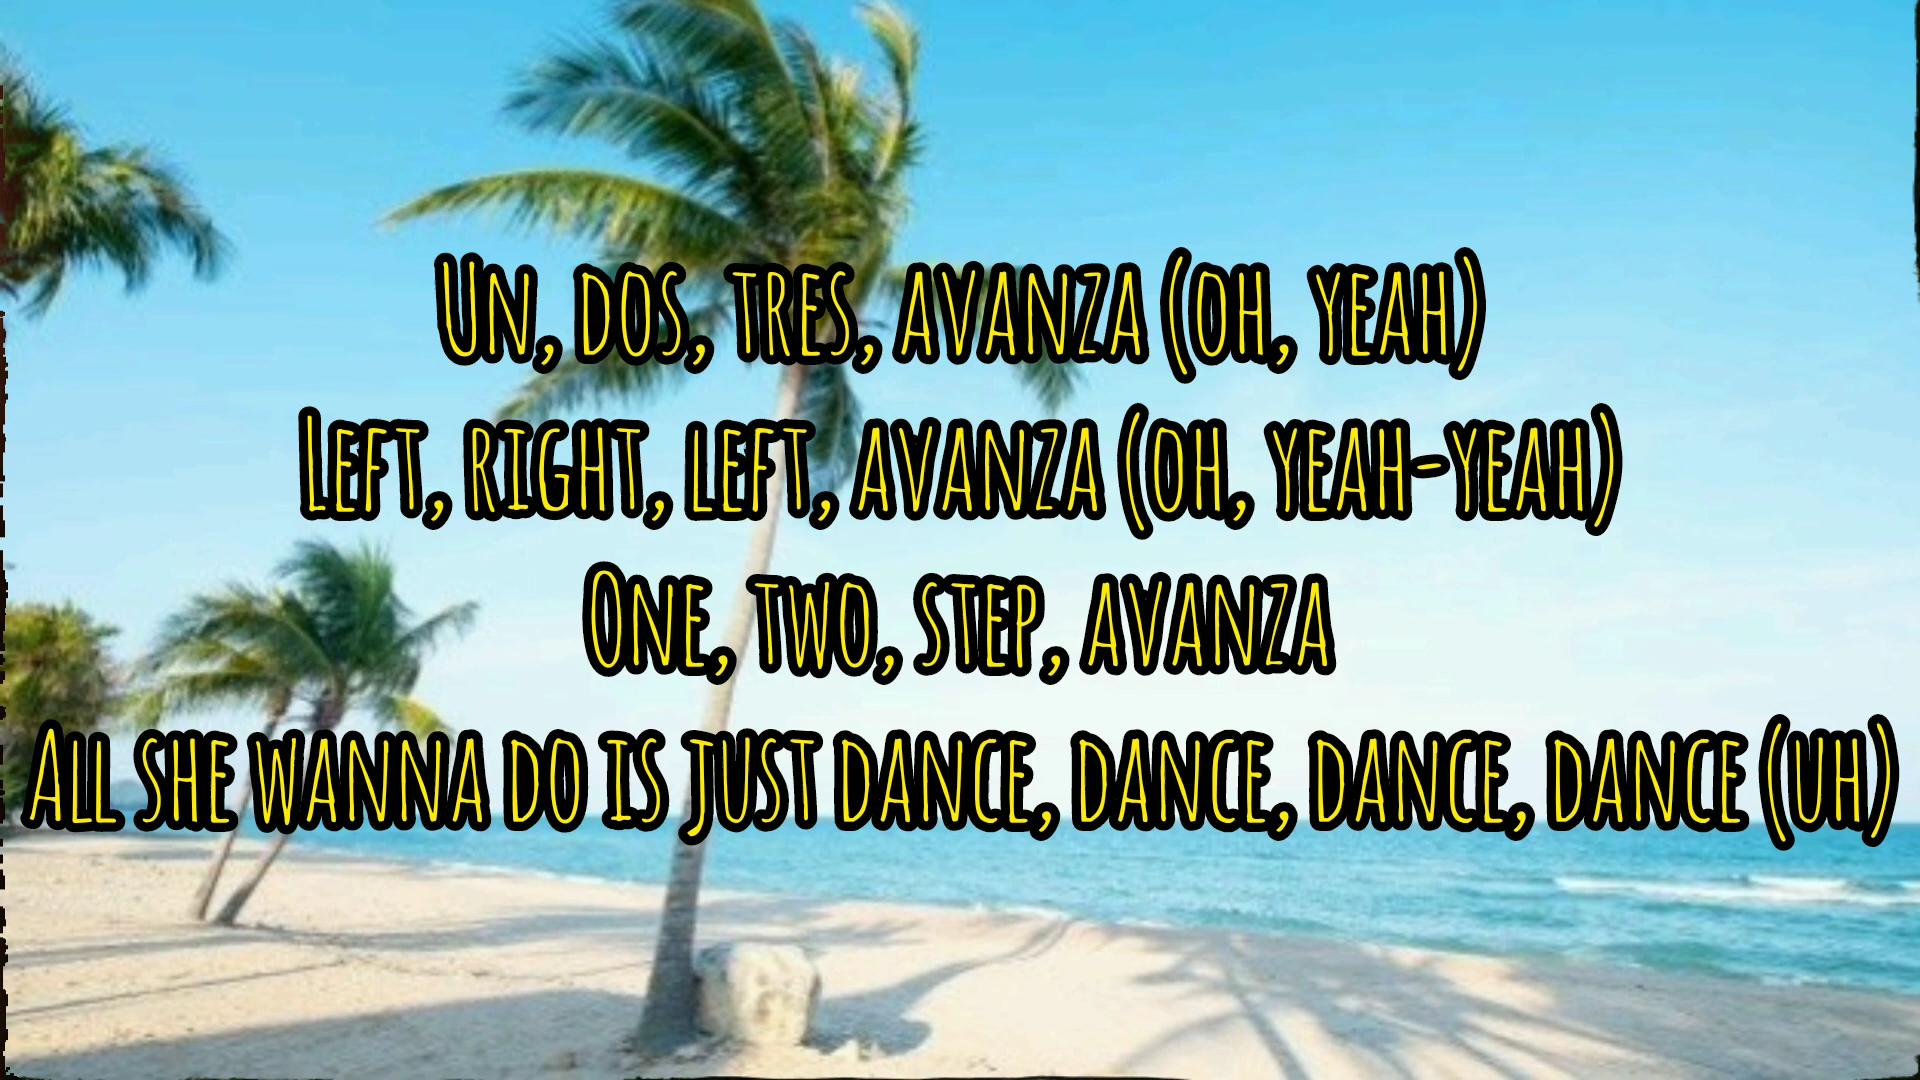 Un, dos, tres, avanza (oh, yeah)
Left, right, left, avanza (oh, yeah-yeah)
One, two, step, avanza
All she wanna do is just dance, dance, dance, dance (uh)